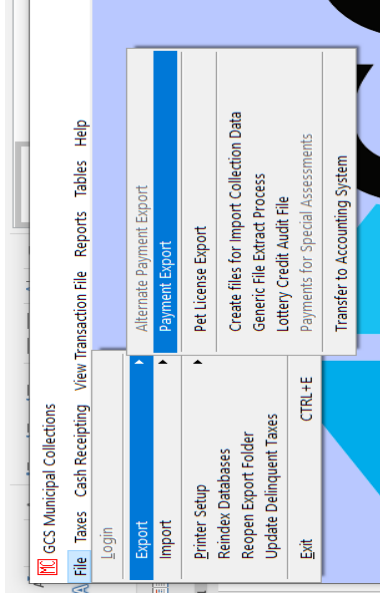 MC GCS Municipal Collections
File Taxes Cash Receipting View Transaction File Reports Tables Help
Login
Export
Import
Printer Setup
Reindex Databases
Reopen Export Folder
Update Delinquent Taxes
Exit CTRL+E
Alternate Payment Export
Payment Export
Pet License Export
Create files for Import Collection Data
Generic File Extract Process
Lottery Credit Audit File
Payments for Special Assessments
Transfer to Accounting System